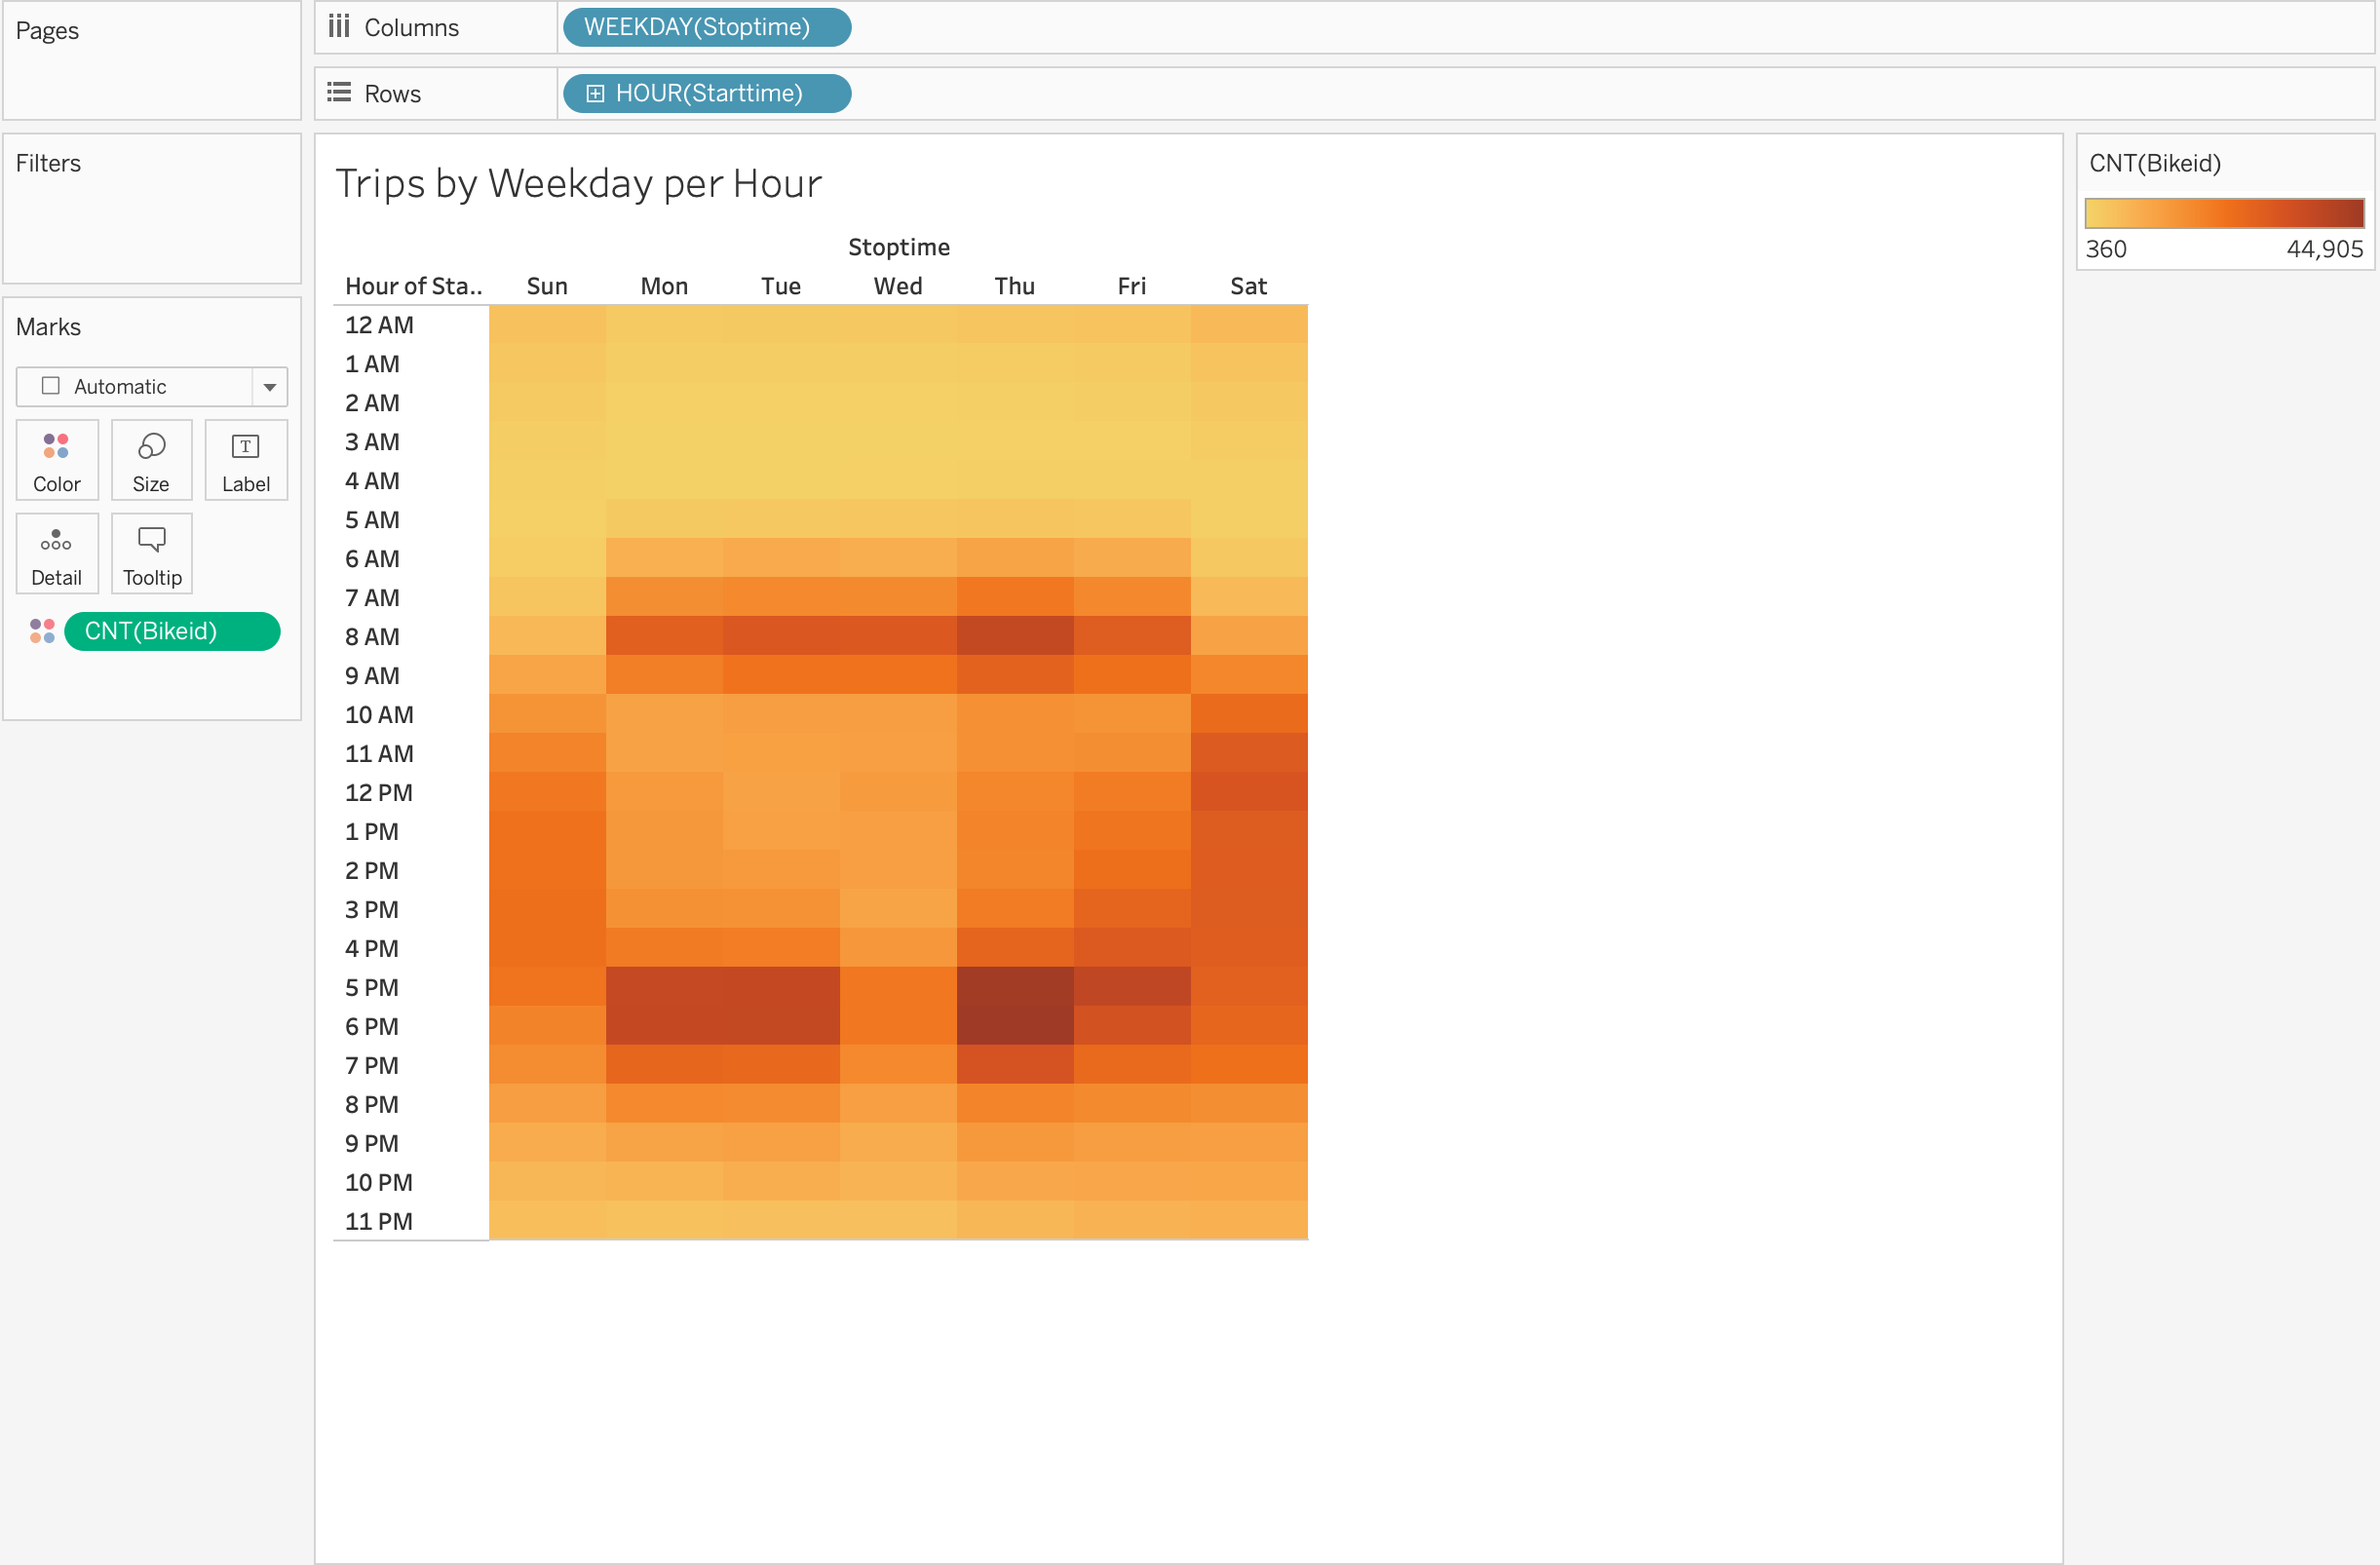 Pages
Columns
WEEKDAY(Stoptime)
Rows
HOUR(Starttime)
Filters
Marks
Automatic
Color
Size
T
Label
Detail
Tooltip
CNT(Bikeid)
Trips by Weekday per Hour
Stoptime
Hour of Sta.. Sun Mon Tue Wed Thu Fri Sat
12 AM
1 AM
2 AM
3 AM
4 AM
5 AM
6 AM
7 AM
8 AM
9 AM
10 AM
11 AM
12 PM
1 PM
2 PM
3 PM
4 PM
5 PM
6 PM
7 PM
8 PM
9 PM
10 PM
11 PM
CNT(Bikeid)
360 44,905